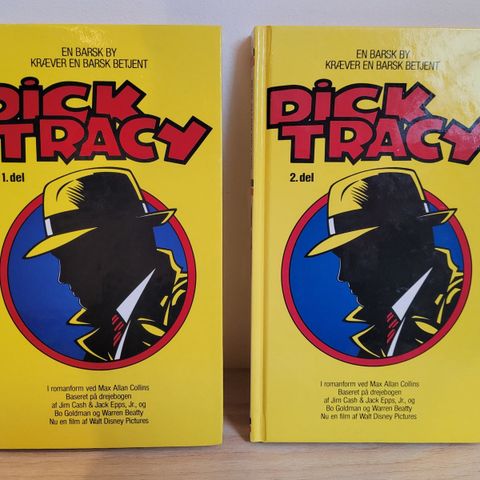 EN BARSK BY
KRÆVER EN BARSK BETJENT
DICK
TRACY
1. del
I romanform ved Max Allan Collins
Baseret på drejebogen
af Jim Cash & Jack Epps, Jr., og
Bo Goldman og Warren Beatty
Nu en film af Walt Disney Pictures
EN BARSK BY
KRÆVER EN BARSK BETJENT
DICK
TRACY
2. del
I romanform ved Max Allan Collins
Baseret på drejebogen
af Jim Cash & Jack Epps, Jr., og
Bo Goldman og Warren Beatty
Nu en film af Walt Disney Pictures